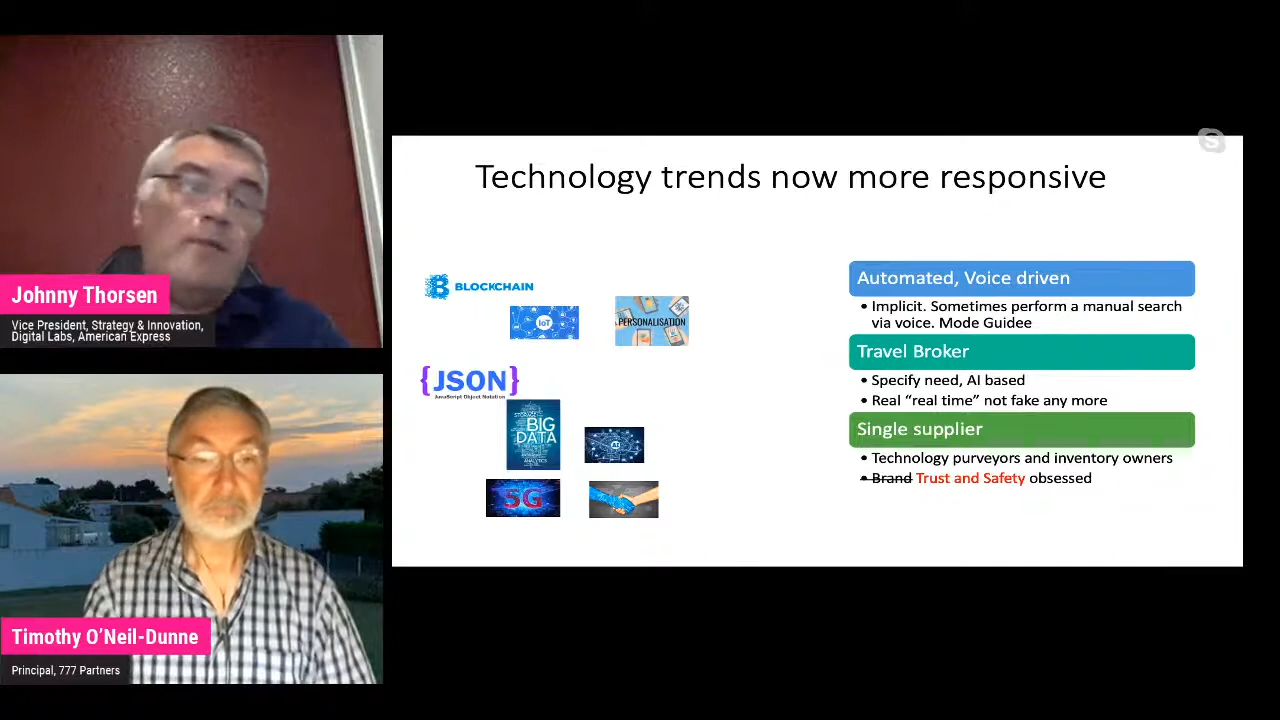 Johnny Thorsen
Vice President, Strategy & Innovation,
Digital Labs, American Express
Timothy O'Neil-Dunne
Principal, 777 Partners
Technology trends now more responsive
BLOCKCHAIN
IoT
PERSONALISATION
{JSON}
JavaScript Object Notation
BIG
DATA
ANALYTICS
AI
5G
Automated, Voice driven
• Implicit. Sometimes perform a manual search
via voice. Mode Guidee
Travel Broker
• Specify need, AI based
• Real “real time” not fake any more
Single supplier
• Technology purveyors and inventory owners
• Brand Trust and Safety obsessed